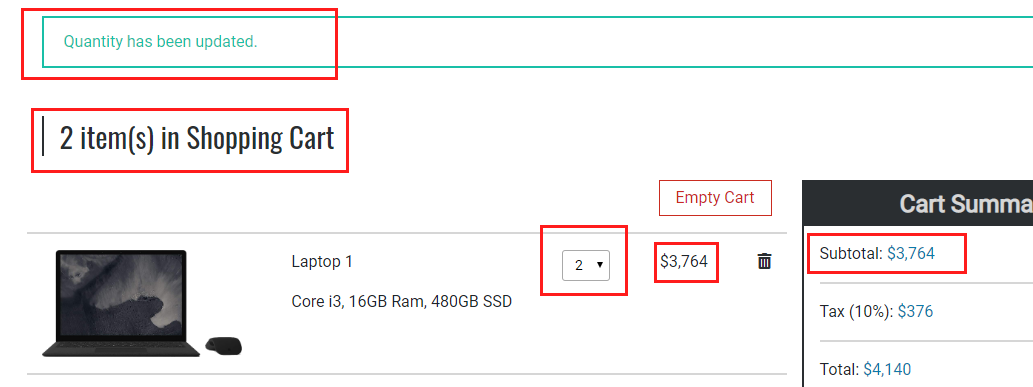 Quantity has been updated.
2 item(s) in Shopping Cart
Empty Cart
Laptop 1
2
$3,764
Core i3, 16GB Ram, 480GB SSD
Cart Summa
Subtotal: $3,764
Tax (10%): $376
Total: $4,140